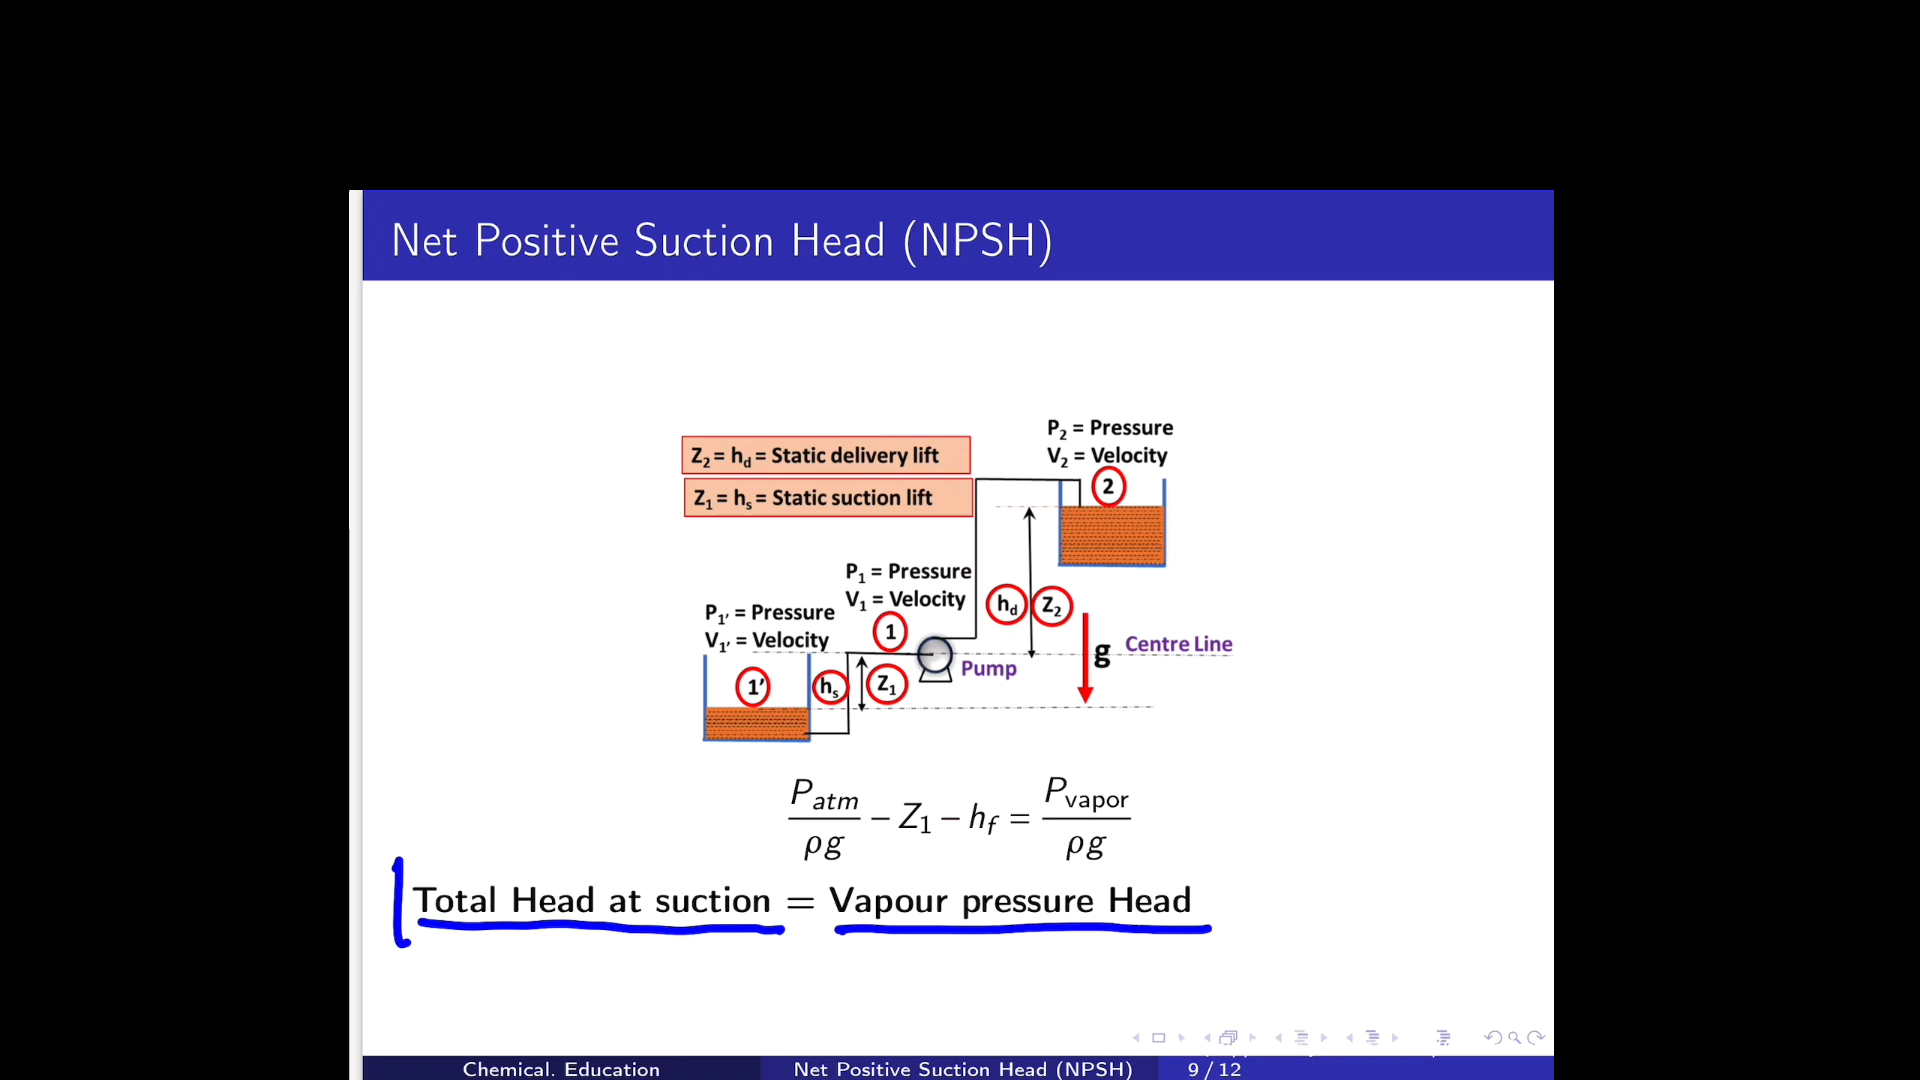 Net Positive Suction Head (NPSH)
P₂ = Pressure
V₂ = Velocity
Z₂ = h_d = Static delivery lift
Z₁ = h_s = Static suction lift
2
P₁ = Pressure
V₁ = Velocity
h_d Z₂
P₁' = Pressure
V₁' = Velocity
1
g Centre Line
Pump
1' h_s Z₁
P_atm/ρg − Z₁ − h_f = P_vapor/ρg
Total Head at suction = Vapour pressure Head
Chemical. Education Net Positive Suction Head (NPSH) 9 / 12